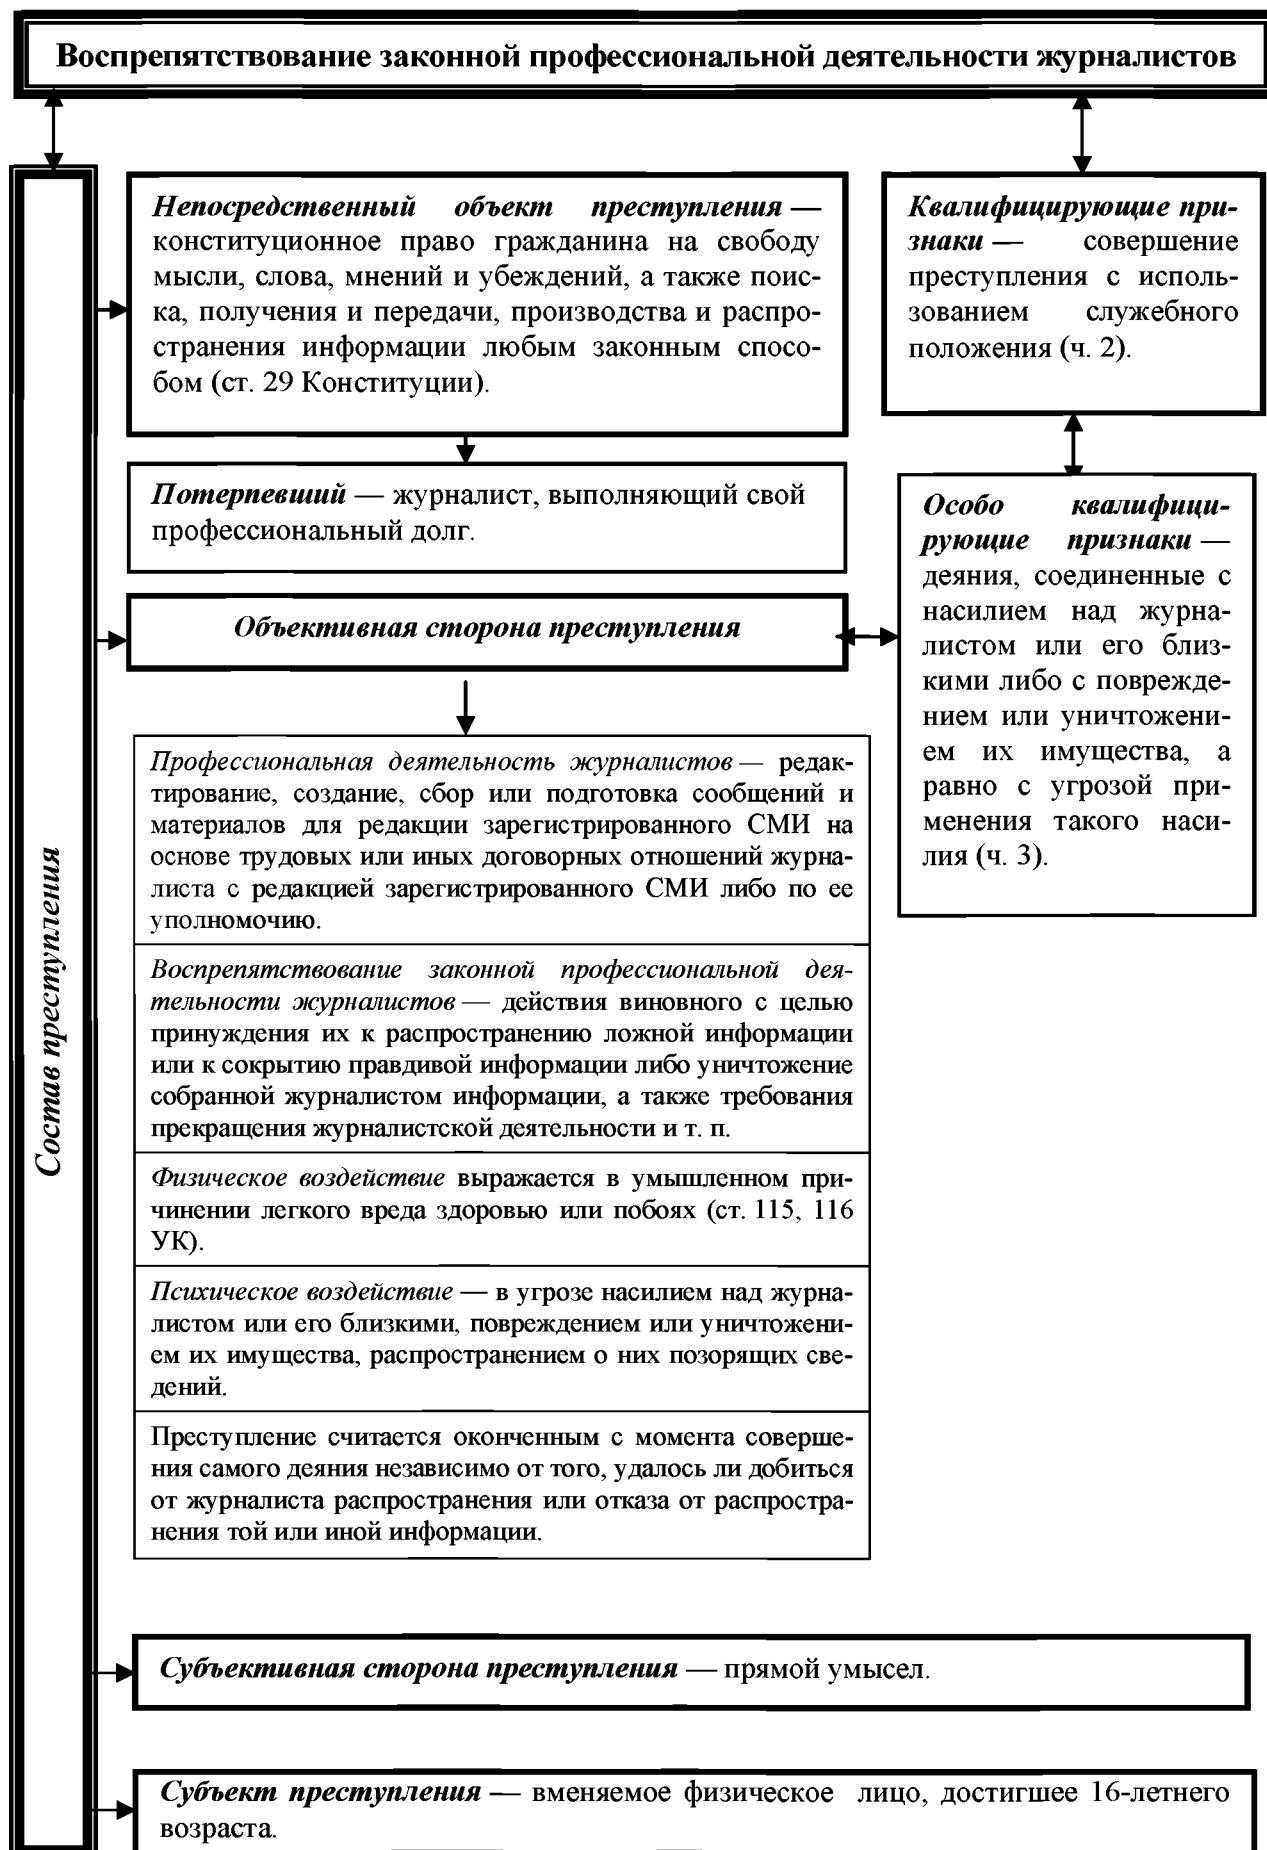 Воспрепятствование законной профессиональной деятельности журналистов
Состав преступления
Непосредственный объект преступления —
конституционное право гражданина на свободу
мысли, слова, мнений и убеждений, а также поис-
ка, получения и передачи, производства и распро-
странения информации любым законным спосо-
бом (ст. 29 Конституции).
Потерпевший — журналист, выполняющий свой
профессиональный долг.
Объективная сторона преступления
Профессиональная деятельность журналистов — редак-
тирование, создание, сбор или подготовка сообщений и
материалов для редакции зарегистрированного СМИ на
основе трудовых или иных договорных отношений журна-
листа с редакцией зарегистрированного СМИ либо по ее
уполномочию.
Воспрепятствование законной профессиональной дея-
тельности журналистов — действия виновного с целью
принуждения их к распространению ложной информации
или к сокрытию правдивой информации либо уничтожение
собранной журналистом информации, а также требования
прекращения журналистской деятельности и т. п.
Физическое воздействие выражается в умышленном при-
чинении легкого вреда здоровью или побоях (ст. 115, 116
УК).
Психическое воздействие — в угрозе насилием над журна-
листом или его близкими, повреждением или уничтожени-
ем их имущества, распространением о них позорящих све-
дений.
Преступление считается оконченным с момента соверше-
ния самого деяния независимо от того, удалось ли добиться
от журналиста распространения или отказа от распростра-
нения той или иной информации.
Квалифицирующие при-
знаки — совершение
преступления с исполь-
зованием служебного
положения (ч. 2).
Особо квалифици-
рующие признаки —
деяния, соединенные с
насилием над журна-
листом или его близ-
кими либо с поврежде-
нием или уничтожени-
ем их имущества, а
равно с угрозой при-
менения такого наси-
лия (ч. 3).
Субъективная сторона преступления — прямой умысел.
Субъект преступления — вменяемое физическое лицо, достигшее 16-летнего
возраста.